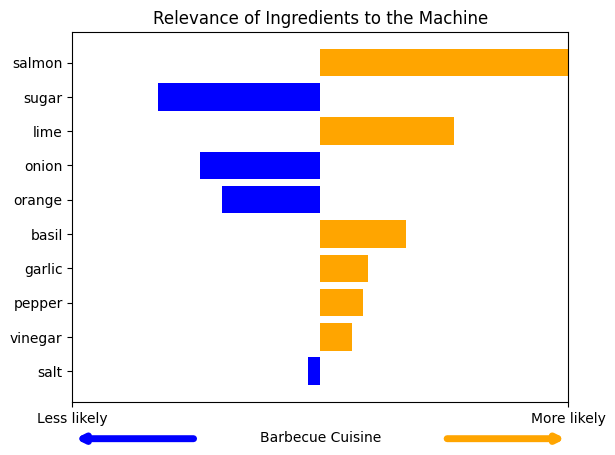 Relevance of Ingredients to the Machine
salmon
sugar
lime
onion
orange
basil
garlic
pepper
vinegar
salt
Less likely
More likely
Barbecue Cuisine